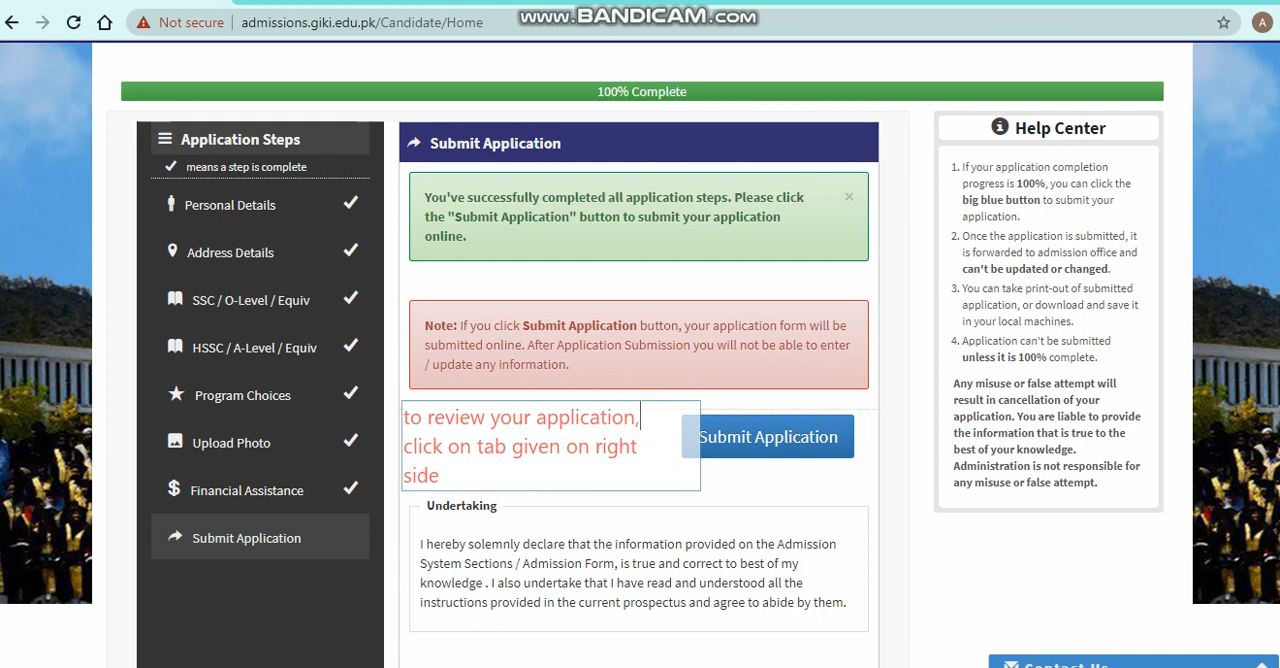 Not secure
admissions.giki.edu.pk/Candidate/Home
www.BANDICAM.com
A
100% Complete
Application Steps
means a step is complete
Personal Details
Address Details
SSC / O-Level / Equiv
HSSC / A-Level / Equiv
Program Choices
Upload Photo
Financial Assistance
Submit Application
Submit Application
You've successfully completed all application steps. Please click
the "Submit Application" button to submit your application
online.
×
Note: If you click Submit Application button, your application form will be
submitted online. After Application Submission you will not be able to enter
/ update any information.
to review your application,
click on tab given on right
side
Submit Application
Undertaking
I hereby solemnly declare that the information provided on the Admission
System Sections / Admission Form, is true and correct to best of my
knowledge . I also undertake that I have read and understood all the
instructions provided in the current prospectus and agree to abide by them.
Help Center
1. If your application completion
progress is 100%, you can click the
big blue button to submit your
application.
2. Once the application is submitted, it
is forwarded to admission office and
can't be updated or changed.
3. You can take print-out of submitted
application, or download and save it
in your local machines.
4. Application can't be submitted
unless it is 100% complete.
Any misuse or false attempt will
result in cancellation of your
application. You are liable to provide
the information that is true to the
best of your knowledge.
Administration is not responsible for
any misuse or false attempt.
Contact Us